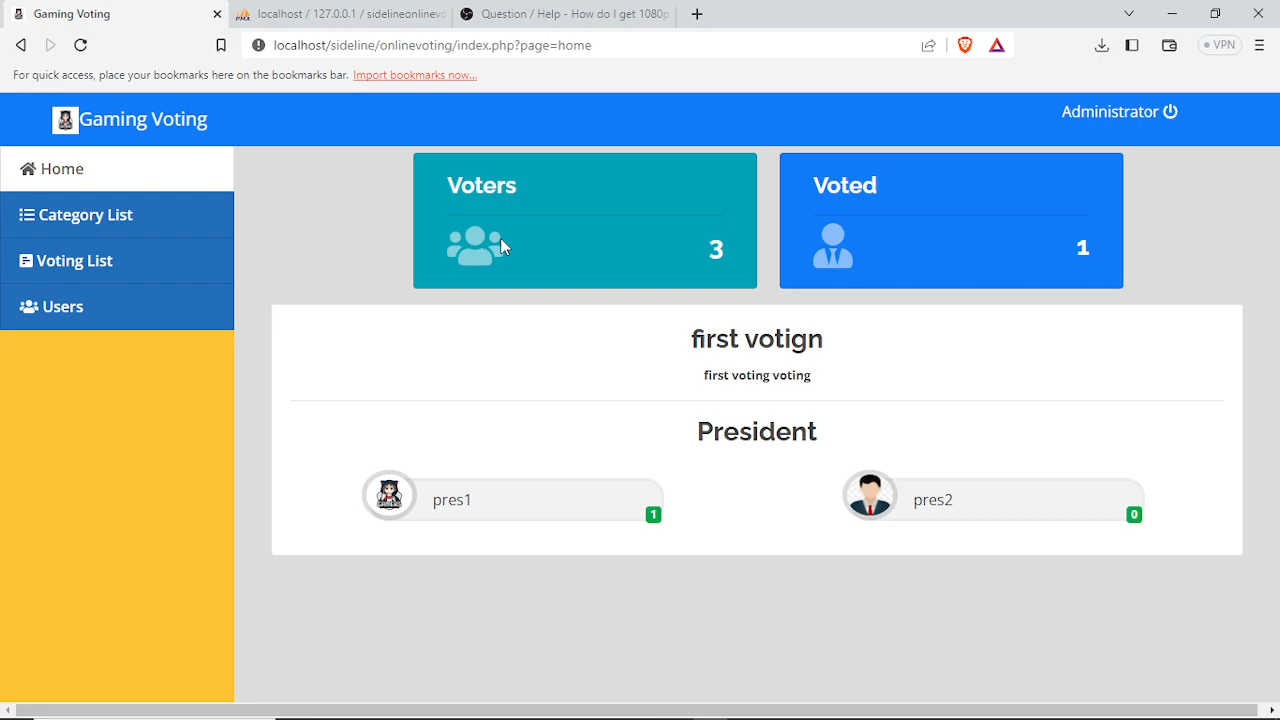 Gaming Voting
localhost / 127.0.0.1 / sidelineonlinevo
Question / Help - How do I get 1080p
localhost/sideline/onlinevoting/index.php?page=home
VPN
For quick access, place your bookmarks here on the bookmarks bar. Import bookmarks now...
Gaming Voting
Administrator
Home
Category List
Voting List
Users
Voters
3
Voted
1
first votign
first voting voting
President
pres1
1
pres2
0